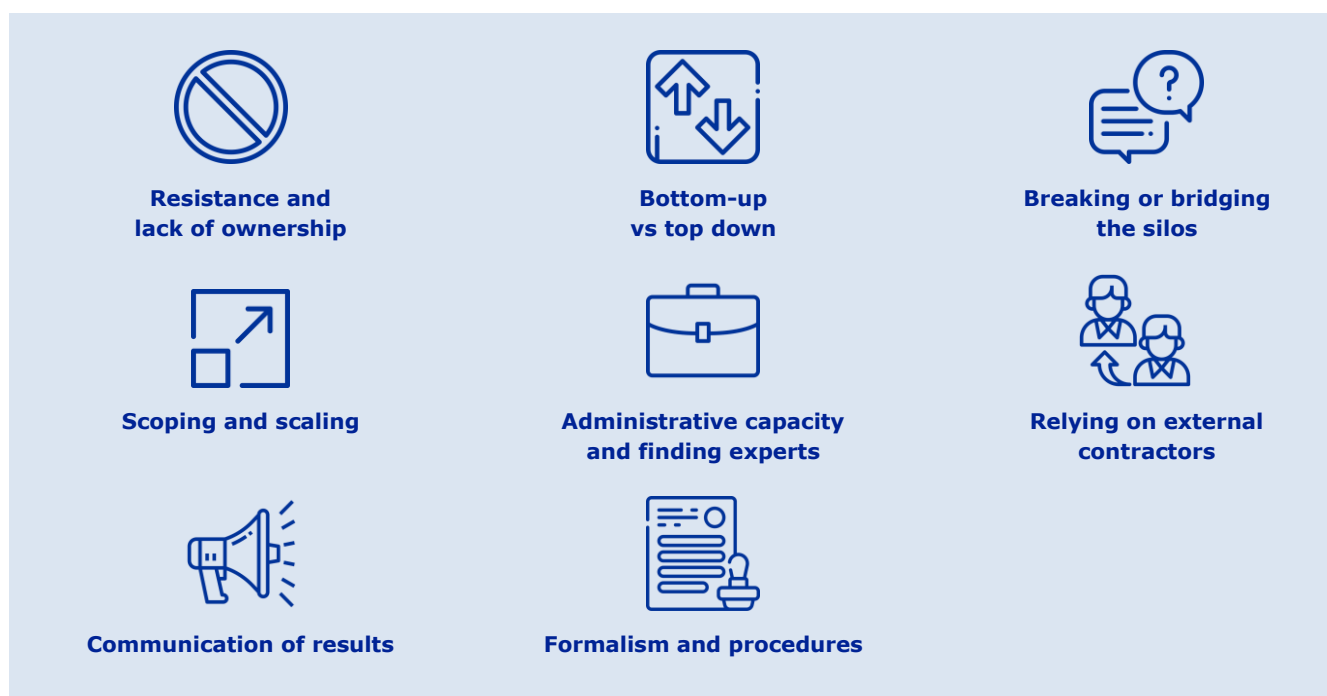 Resistance and
lack of ownership
Bottom-up
vs top down
Breaking or bridging
the silos
Scoping and scaling
Administrative capacity
and finding experts
Relying on external
contractors
Communication of results
Formalism and procedures